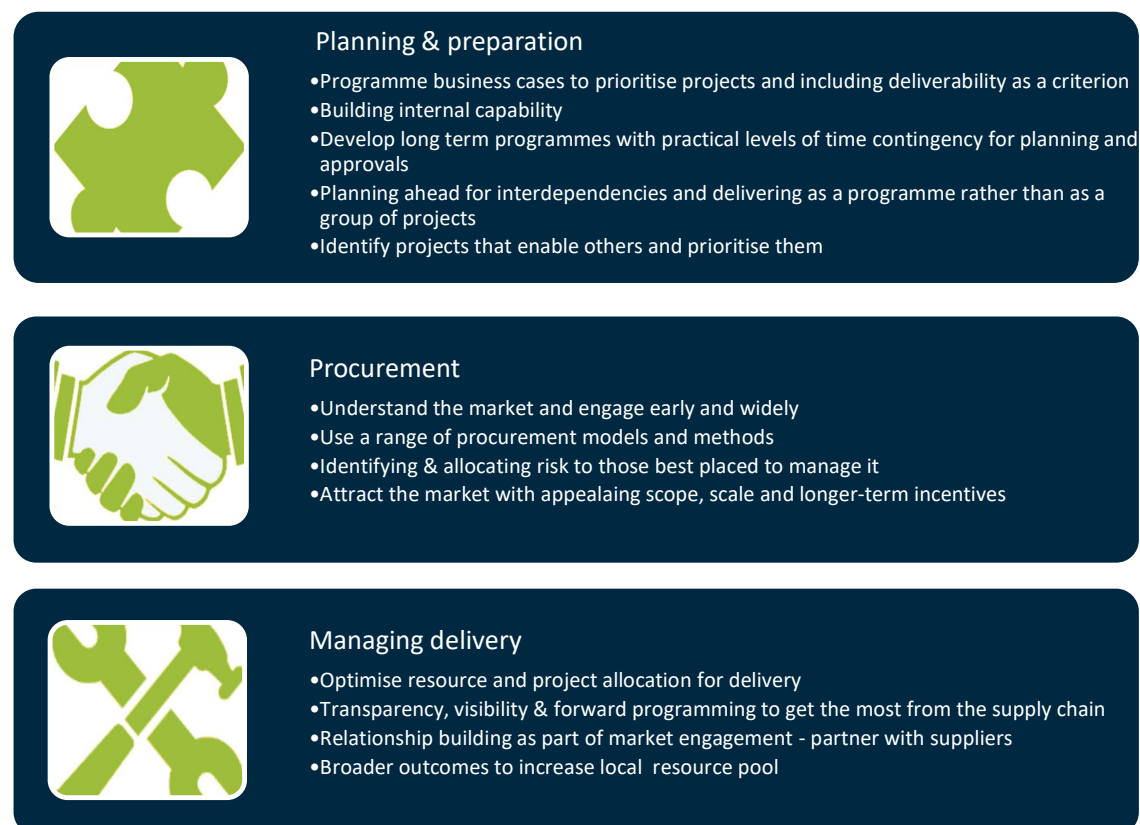 Planning & preparation
•Programme business cases to prioritise projects and including deliverability as a criterion
•Building internal capability
•Develop long term programmes with practical levels of time contingency for planning and
approvals
•Planning ahead for interdependencies and delivering as a programme rather than as a
group of projects
•Identify projects that enable others and prioritise them
Procurement
•Understand the market and engage early and widely
•Use a range of procurement models and methods
•Identifying & allocating risk to those best placed to manage it
•Attract the market with appealaing scope, scale and longer-term incentives
Managing delivery
•Optimise resource and project allocation for delivery
•Transparency, visibility & forward programming to get the most from the supply chain
•Relationship building as part of market engagement - partner with suppliers
•Broader outcomes to increase local resource pool